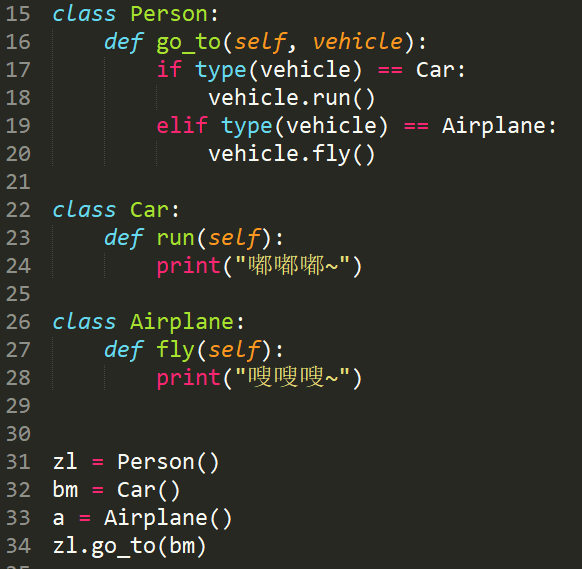 15 class Person:
16     def go_to(self, vehicle):
17         if type(vehicle) == Car:
18             vehicle.run()
19         elif type(vehicle) == Airplane:
20             vehicle.fly()
21
22 class Car:
23     def run(self):
24         print("嘟嘟嘟~")
25
26 class Airplane:
27     def fly(self):
28         print("嗖嗖嗖~")
29
30
31 zl = Person()
32 bm = Car()
33 a = Airplane()
34 zl.go_to(bm)